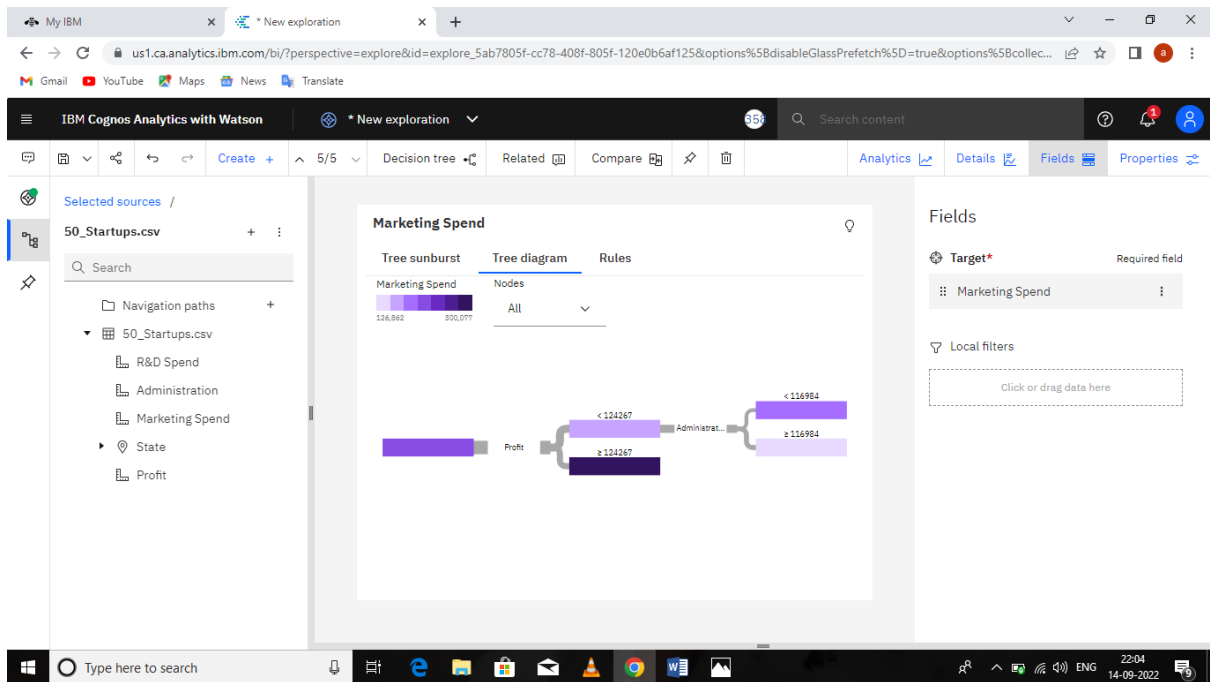 My IBM
* New exploration
us1.ca.analytics.ibm.com/bi/?perspective=explore&id=explore_5ab7805f-cc78-408f-805f-120e0b6af125&options%5BdisableGlassPrefetch%5D=true&options%5Bcollec...
a
Gmail YouTube Maps News Translate
IBM Cognos Analytics with Watson
* New exploration
358
Search content
1
Create +
5/5
Decision tree
Related
Compare
Analytics
Details
Fields
Properties
Selected sources /
50_Startups.csv
Search
Navigation paths
50_Startups.csv
R&D Spend
Administration
Marketing Spend
State
Profit
Marketing Spend
Tree sunburst Tree diagram Rules
Marketing Spend
126,862 300,077
Nodes
All
Profit
< 124267
≥ 124267
Administrat...
< 116984
≥ 116984
Fields
Target* Required field
Marketing Spend
Local filters
Click or drag data here
Type here to search
ENG
22:04
14-09-2022
9